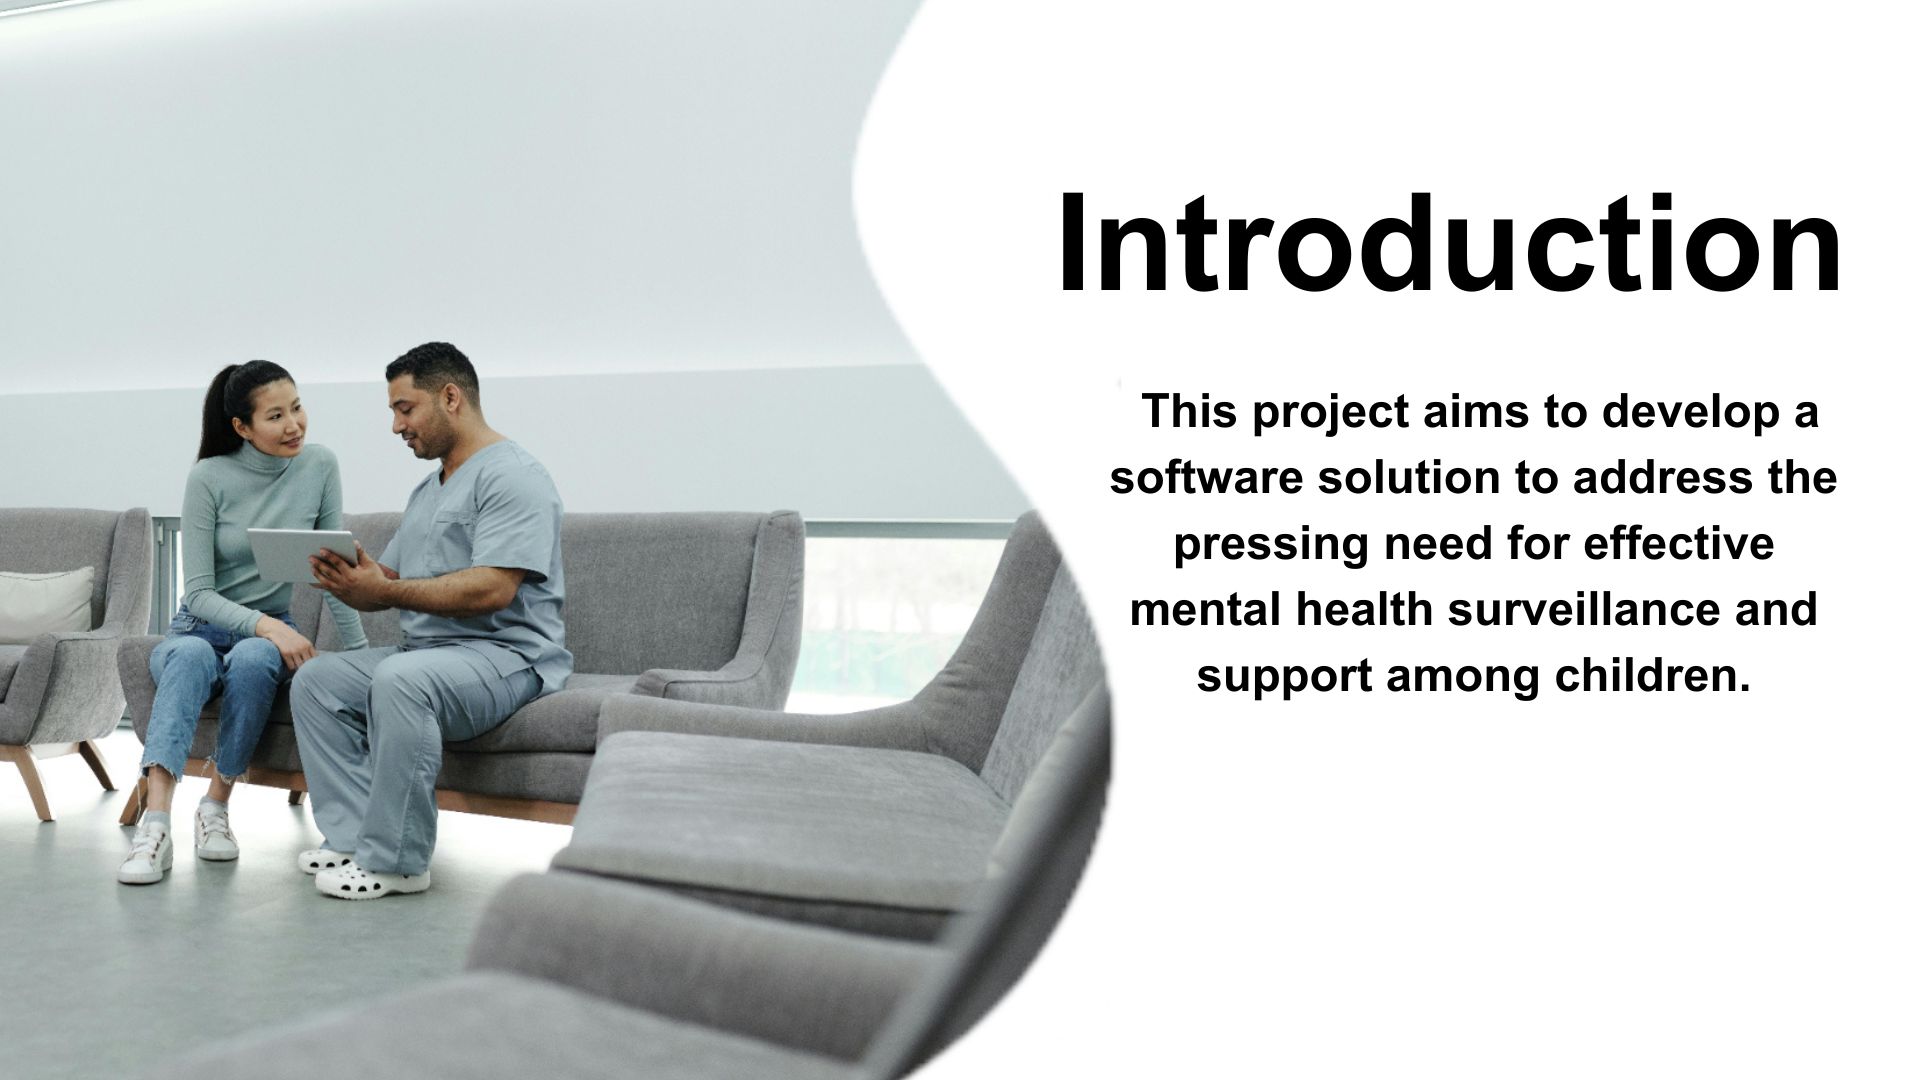 Introduction
This project aims to develop a
software solution to address the
pressing need for effective
mental health surveillance and
support among children.